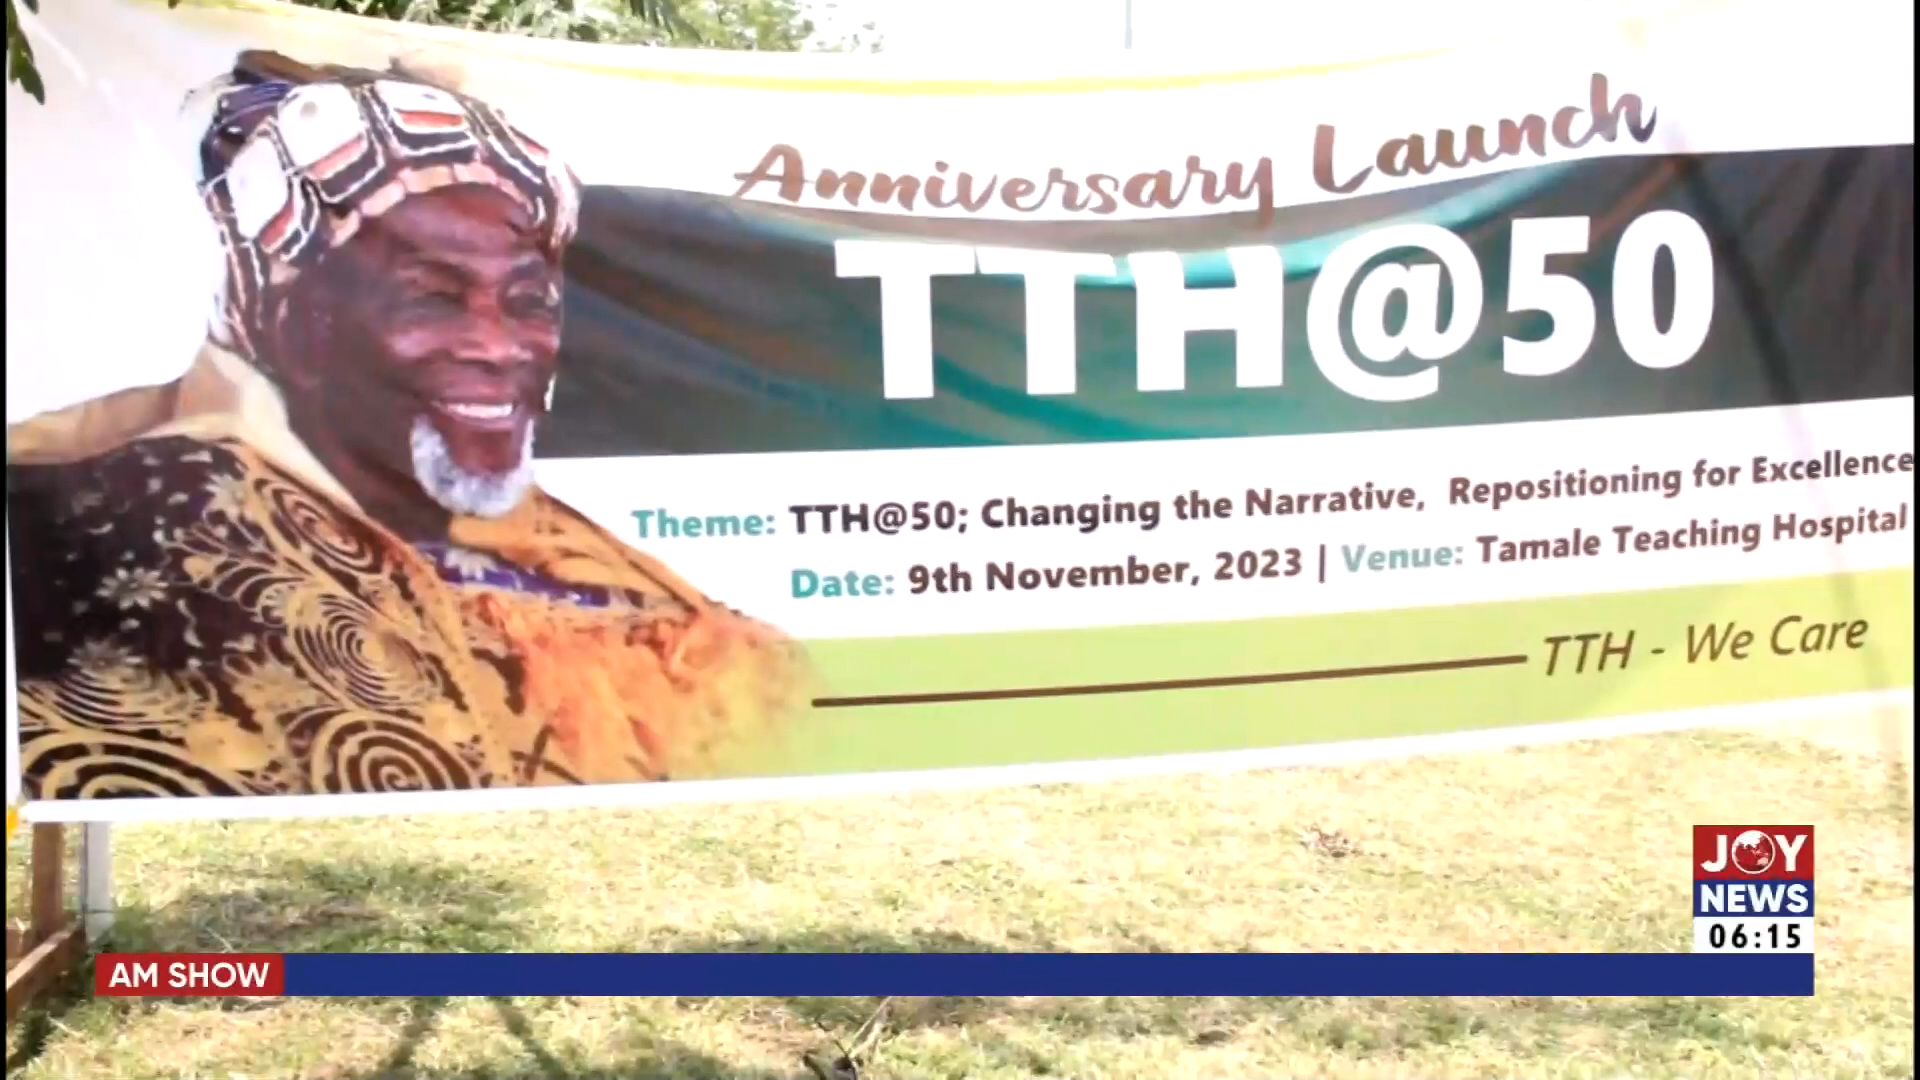 Anniversary Launch
TTH@50
Theme: TTH@50; Changing the Narrative, Repositioning for Excellence
Date: 9th November, 2023 | Venue: Tamale Teaching Hospital
TTH - We Care
JOY
NEWS
06:15
AM SHOW